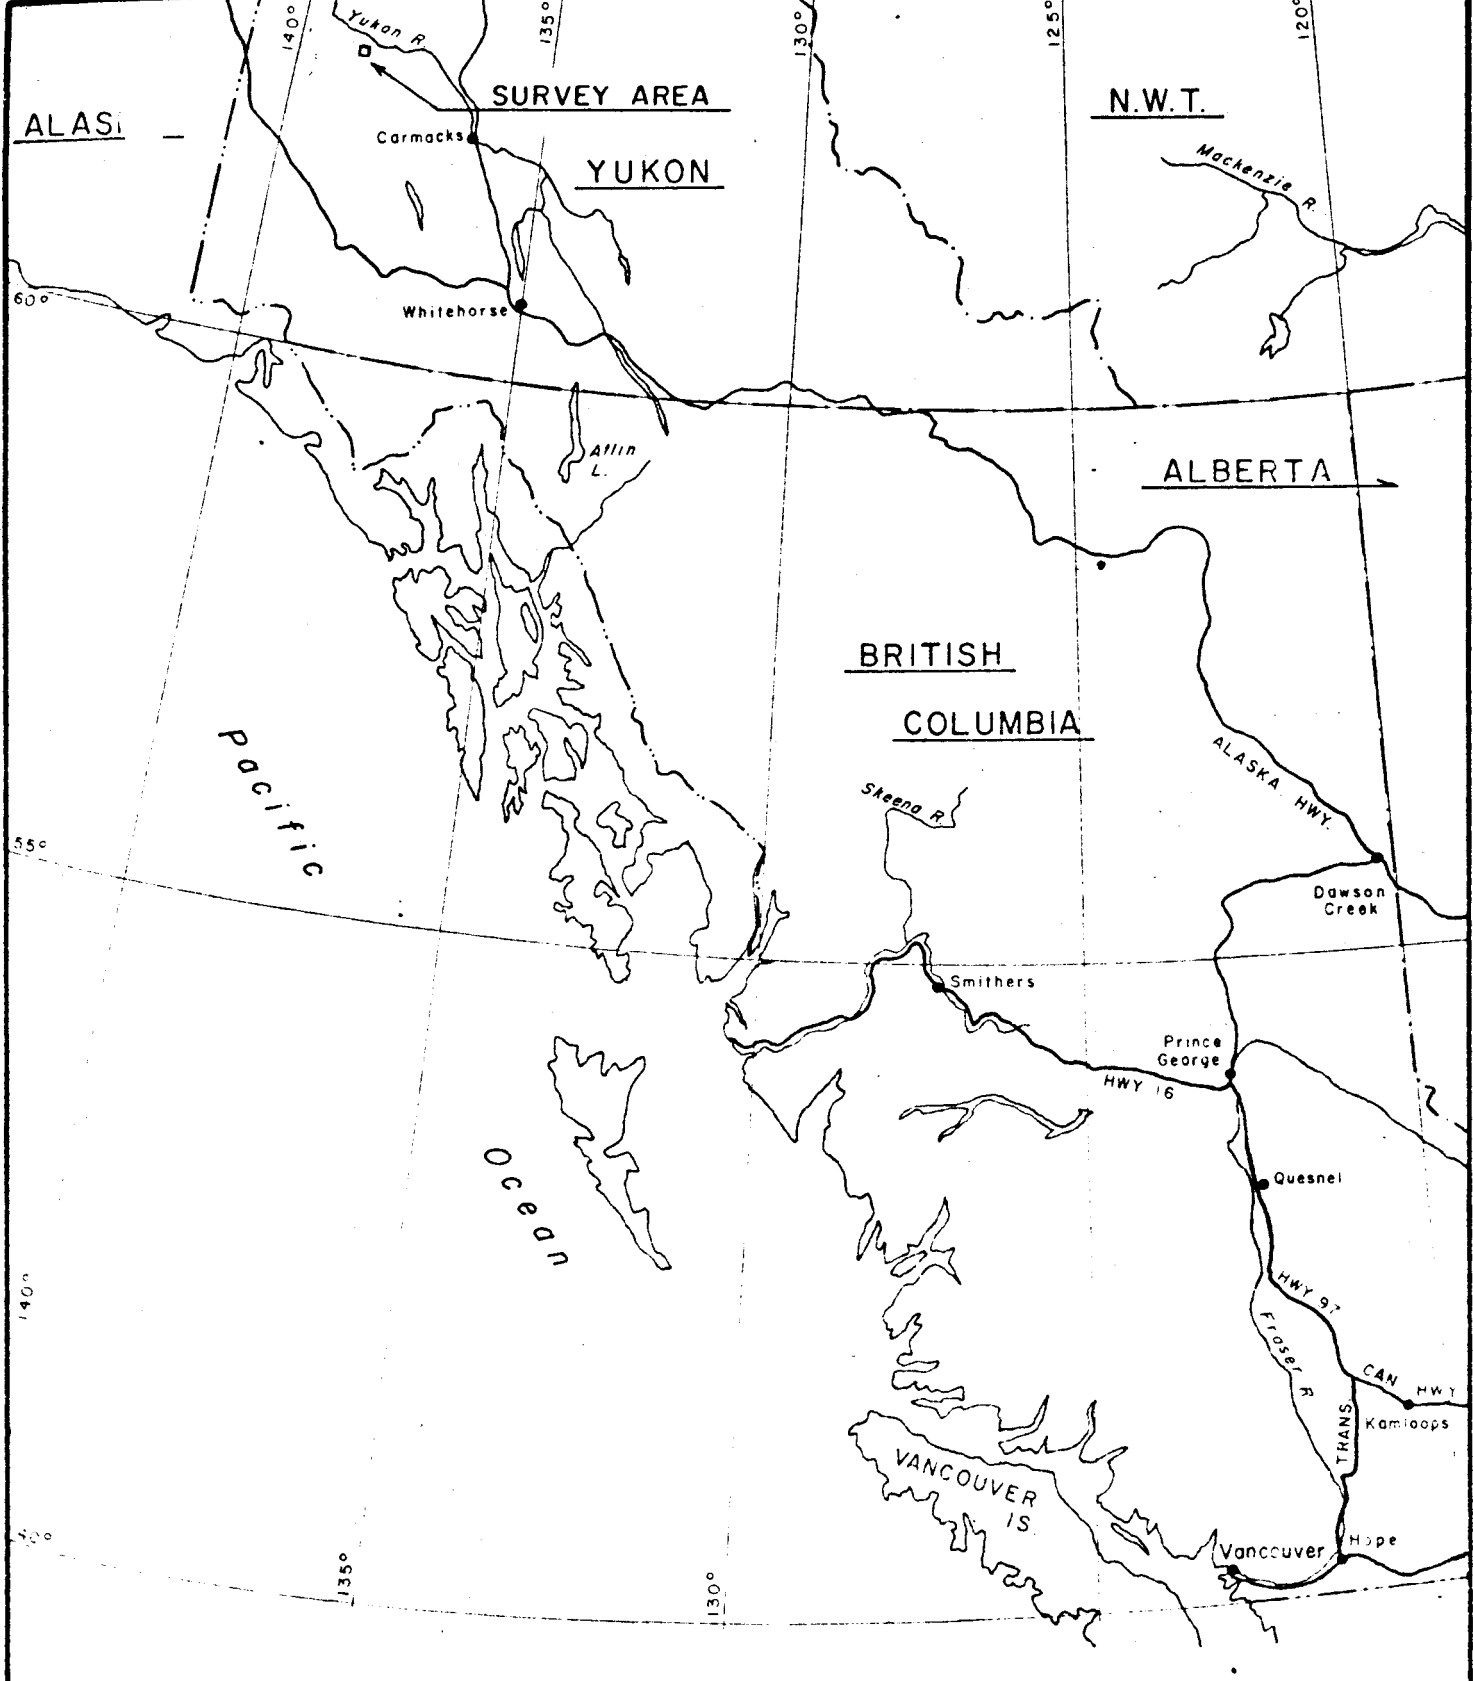 140°
135°
130°
125°
120°
Yukon R.
SURVEY AREA
N.W.T.
ALAS
Carmacks
YUKON
Mackenzie R.
60°
Whitehorse
Atlin
L.
ALBERTA
BRITISH
COLUMBIA
Pacific
ALASKA HWY.
Skeena R.
55°
Dawson
Creek
Smithers
Prince
George
HWY 16
Ocean
Quesnel
140°
HWY 97
Fraser R
CAN HWY
TRANS.
Kamloops
VANCOUVER
IS.
Vancouver
Hope
135°
130°